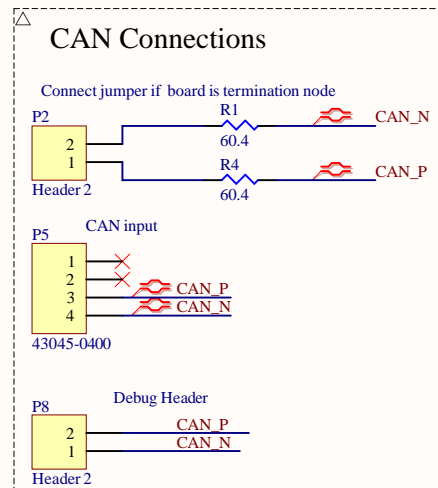 CAN Connections
Connect jumper if board is termination node
P2
R1
CAN_N
2
60.4
1
R4
CAN_P
Header 2
60.4
CAN input
P5
1
2
3
CAN_P
4
CAN_N
43045-0400
Debug Header
P8
2
CAN_P
1
CAN_N
Header 2